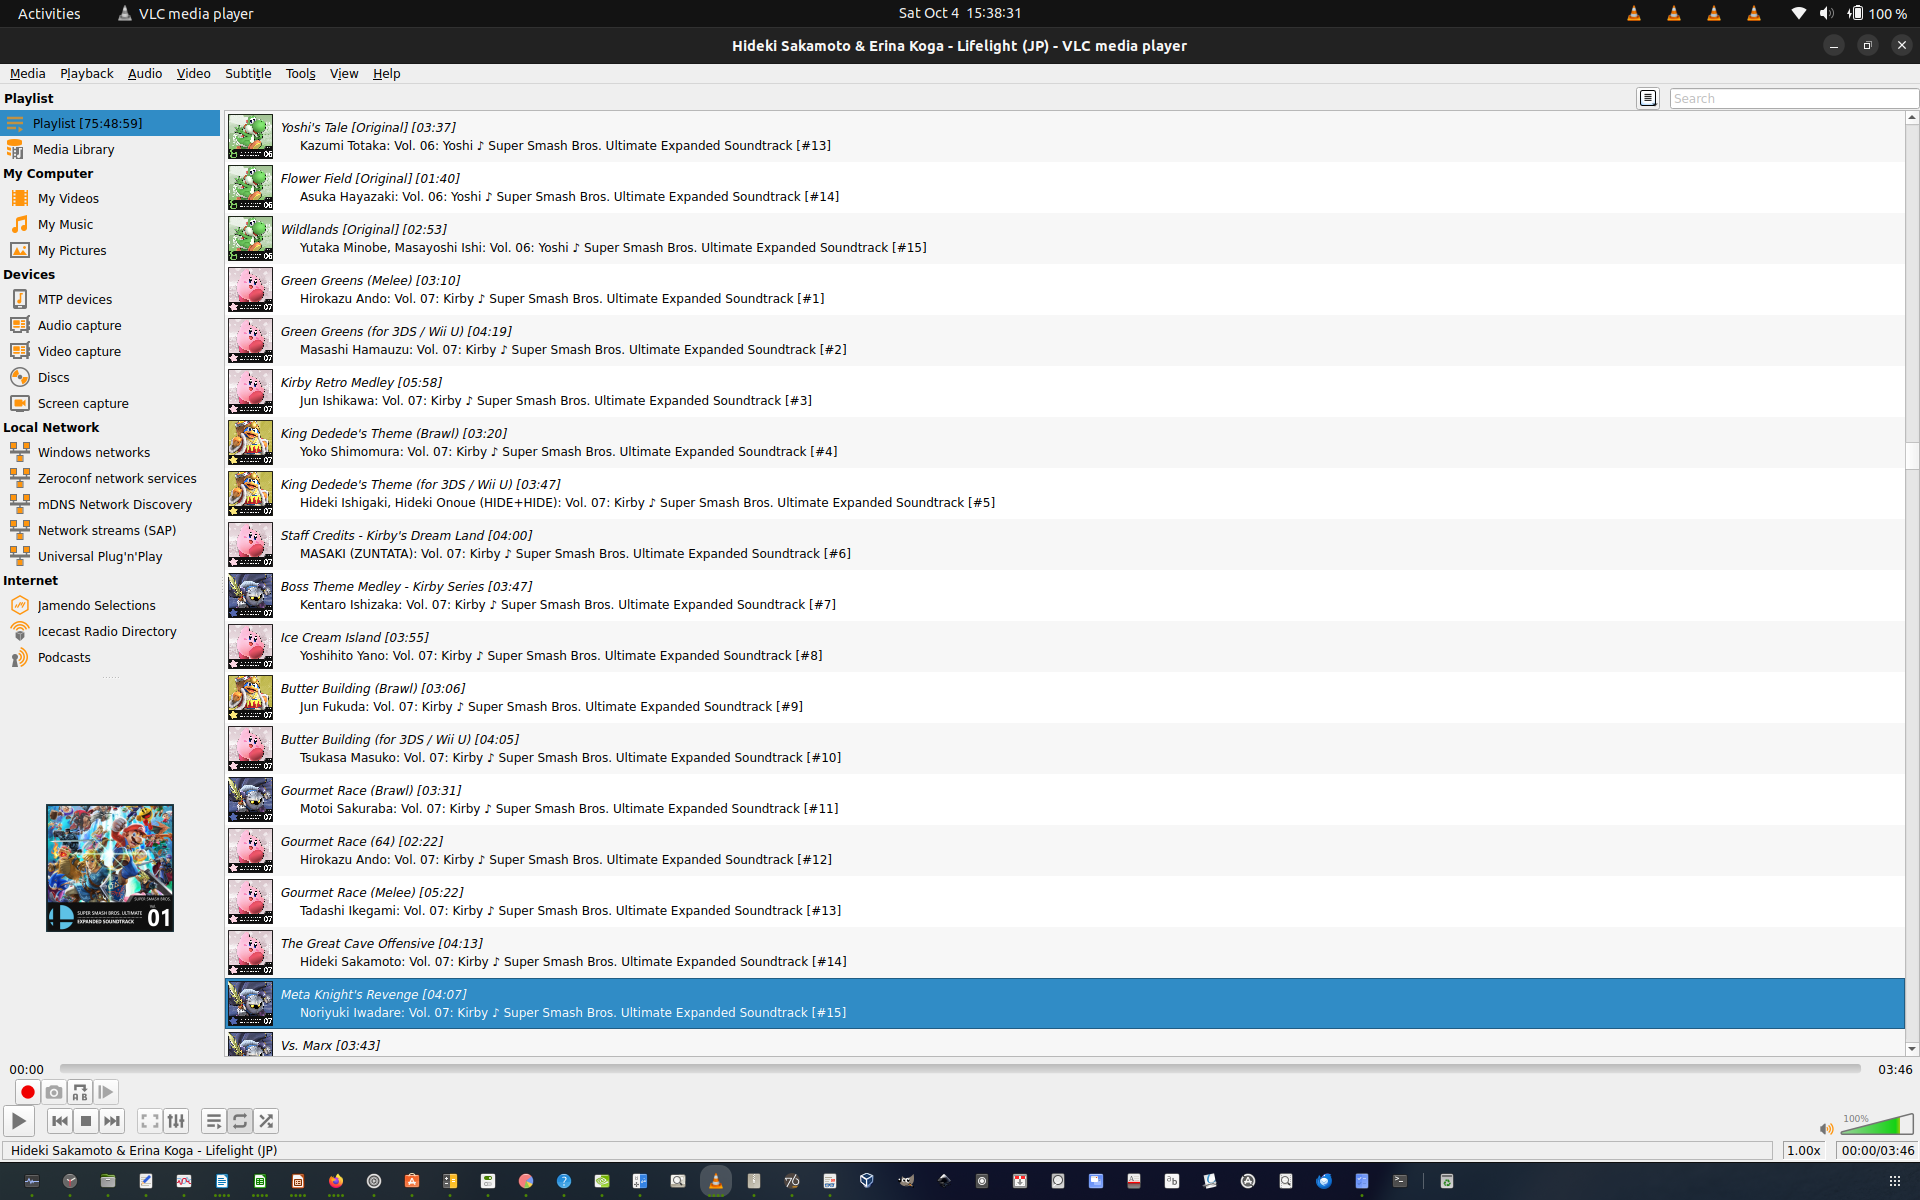 Activities
VLC media player
Sat Oct 4 15:38:31
100 %
Hideki Sakamoto & Erina Koga - Lifelight (JP) - VLC media player
Media Playback Audio Video Subtitle Tools View Help
Playlist
Search
Playlist [75:48:59]
Media Library
My Computer
My Videos
My Music
My Pictures
Devices
MTP devices
Audio capture
Video capture
Discs
Screen capture
Local Network
Windows networks
Zeroconf network services
mDNS Network Discovery
Network streams (SAP)
Universal Plug'n'Play
Internet
Jamendo Selections
Icecast Radio Directory
Podcasts
SUPER SMASH BROS. ULTIMATE
EXPANDED SOUNDTRACK
01
Yoshi's Tale [Original] [03:37]
Kazumi Totaka: Vol. 06: Yoshi ♪ Super Smash Bros. Ultimate Expanded Soundtrack [#13]
Flower Field [Original] [01:40]
Asuka Hayazaki: Vol. 06: Yoshi ♪ Super Smash Bros. Ultimate Expanded Soundtrack [#14]
Wildlands [Original] [02:53]
Yutaka Minobe, Masayoshi Ishi: Vol. 06: Yoshi ♪ Super Smash Bros. Ultimate Expanded Soundtrack [#15]
Green Greens (Melee) [03:10]
Hirokazu Ando: Vol. 07: Kirby ♪ Super Smash Bros. Ultimate Expanded Soundtrack [#1]
Green Greens (for 3DS / Wii U) [04:19]
Masashi Hamauzu: Vol. 07: Kirby ♪ Super Smash Bros. Ultimate Expanded Soundtrack [#2]
Kirby Retro Medley [05:58]
Jun Ishikawa: Vol. 07: Kirby ♪ Super Smash Bros. Ultimate Expanded Soundtrack [#3]
King Dedede's Theme (Brawl) [03:20]
Yoko Shimomura: Vol. 07: Kirby ♪ Super Smash Bros. Ultimate Expanded Soundtrack [#4]
King Dedede's Theme (for 3DS / Wii U) [03:47]
Hideki Ishigaki, Hideki Onoue (HIDE+HIDE): Vol. 07: Kirby ♪ Super Smash Bros. Ultimate Expanded Soundtrack [#5]
Staff Credits - Kirby's Dream Land [04:00]
MASAKI (ZUNTATA): Vol. 07: Kirby ♪ Super Smash Bros. Ultimate Expanded Soundtrack [#6]
Boss Theme Medley - Kirby Series [03:47]
Kentaro Ishizaka: Vol. 07: Kirby ♪ Super Smash Bros. Ultimate Expanded Soundtrack [#7]
Ice Cream Island [03:55]
Yoshihito Yano: Vol. 07: Kirby ♪ Super Smash Bros. Ultimate Expanded Soundtrack [#8]
Butter Building (Brawl) [03:06]
Jun Fukuda: Vol. 07: Kirby ♪ Super Smash Bros. Ultimate Expanded Soundtrack [#9]
Butter Building (for 3DS / Wii U) [04:05]
Tsukasa Masuko: Vol. 07: Kirby ♪ Super Smash Bros. Ultimate Expanded Soundtrack [#10]
Gourmet Race (Brawl) [03:31]
Motoi Sakuraba: Vol. 07: Kirby ♪ Super Smash Bros. Ultimate Expanded Soundtrack [#11]
Gourmet Race (64) [02:22]
Hirokazu Ando: Vol. 07: Kirby ♪ Super Smash Bros. Ultimate Expanded Soundtrack [#12]
Gourmet Race (Melee) [05:22]
Tadashi Ikegami: Vol. 07: Kirby ♪ Super Smash Bros. Ultimate Expanded Soundtrack [#13]
The Great Cave Offensive [04:13]
Hideki Sakamoto: Vol. 07: Kirby ♪ Super Smash Bros. Ultimate Expanded Soundtrack [#14]
Meta Knight's Revenge [04:07]
Noriyuki Iwadare: Vol. 07: Kirby ♪ Super Smash Bros. Ultimate Expanded Soundtrack [#15]
Vs. Marx [03:43]
00:00
03:46
100%
Hideki Sakamoto & Erina Koga - Lifelight (JP)
1.00x
00:00/03:46